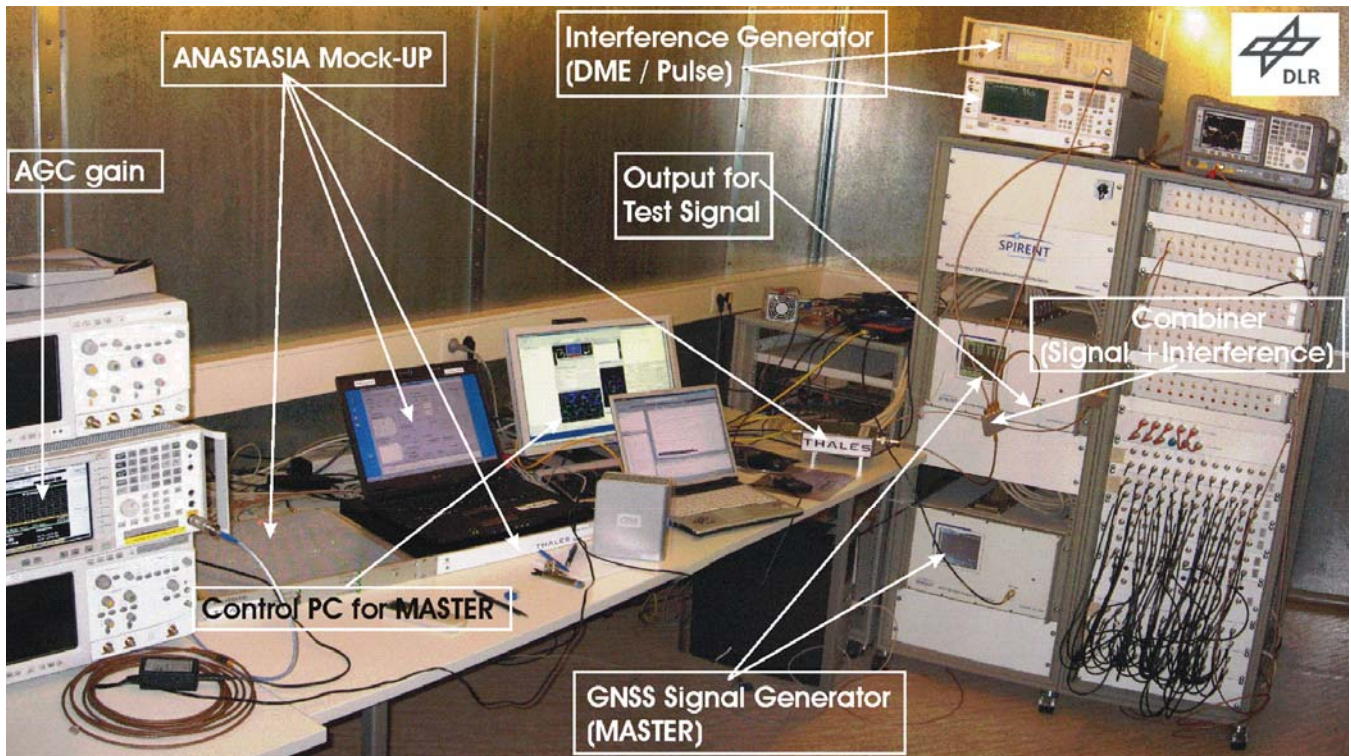 ANASTASIA Mock-UP
Interference Generator
(DME / Pulse)
DLR
AGC gain
Output for
Test Signal
SPIRENT
Combiner
(Signal +Interference)
THALES
THALES
Control PC for MASTER
GNSS Signal Generator
(MASTER)